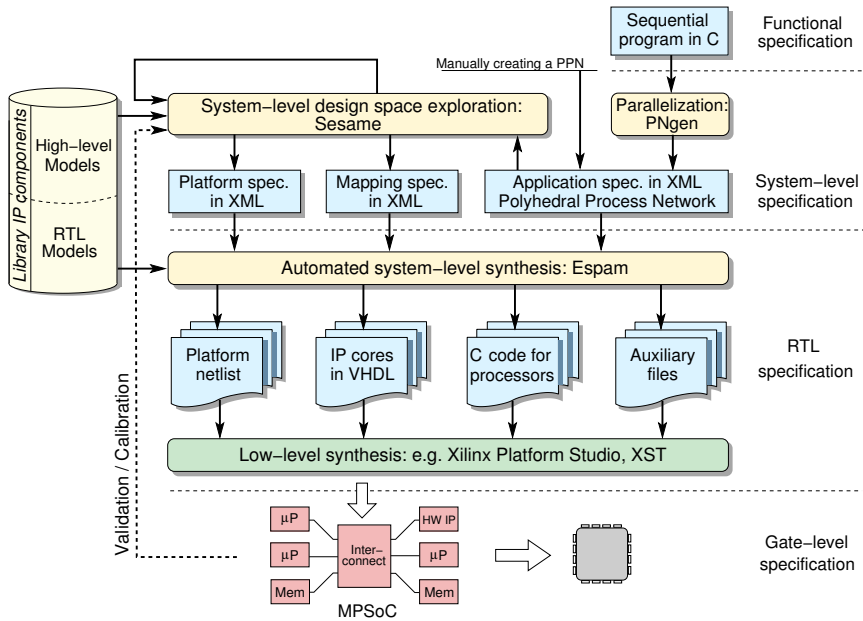 Sequential
program in C
Functional
specification
Manually creating a PPN
System-level design space exploration:
Sesame
Parallelization:
PNgen
Library IP components
High-level
Models
RTL
Models
Platform spec.
in XML
Mapping spec.
in XML
Application spec. in XML
Polyhedral Process Network
System-level
specification
Automated system-level synthesis: Espam
Platform
netlist
IP cores
in VHDL
C code for
processors
Auxiliary
files
RTL
specification
Low-level synthesis: e.g. Xilinx Platform Studio, XST
Validation / Calibration
μP
μP
Mem
Inter-
connect
HW IP
μP
Mem
MPSoC
Gate-level
specification